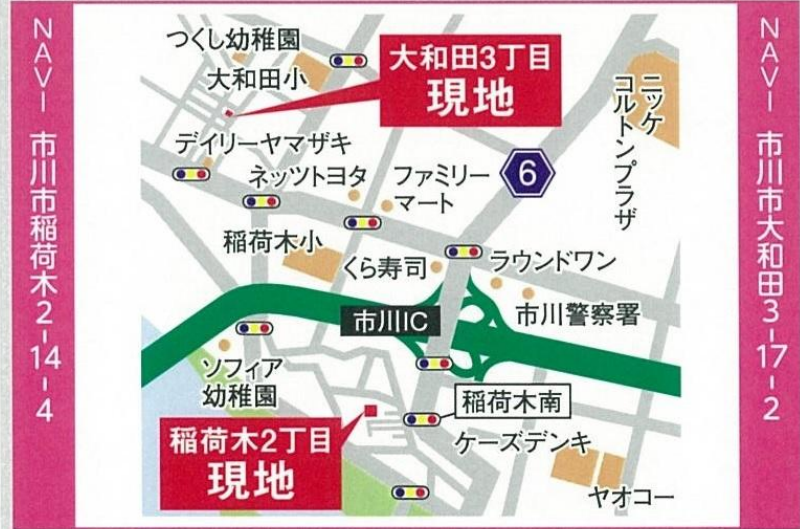 NAVI 市川市稲荷木2-14-4
つくし幼稚園
大和田小
大和田3丁目
現地
ニッケ
コルトンプラザ
デイリーヤマザキ
ネッツトヨタ
ファミリー
マート
6
稲荷木小
くら寿司
ラウンドワン
市川IC
市川警察署
ソフィア
幼稚園
稲荷木南
稲荷木2丁目
現地
ケーズデンキ
ヤオコー
NAVI 市川市大和田3-17-2